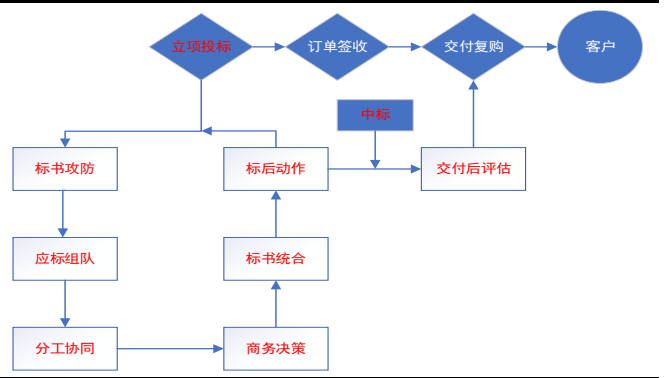 立项投标
订单签收
交付复购
客户
中标
标书攻防
标后动作
交付后评估
应标组队
标书统合
分工协同
商务决策